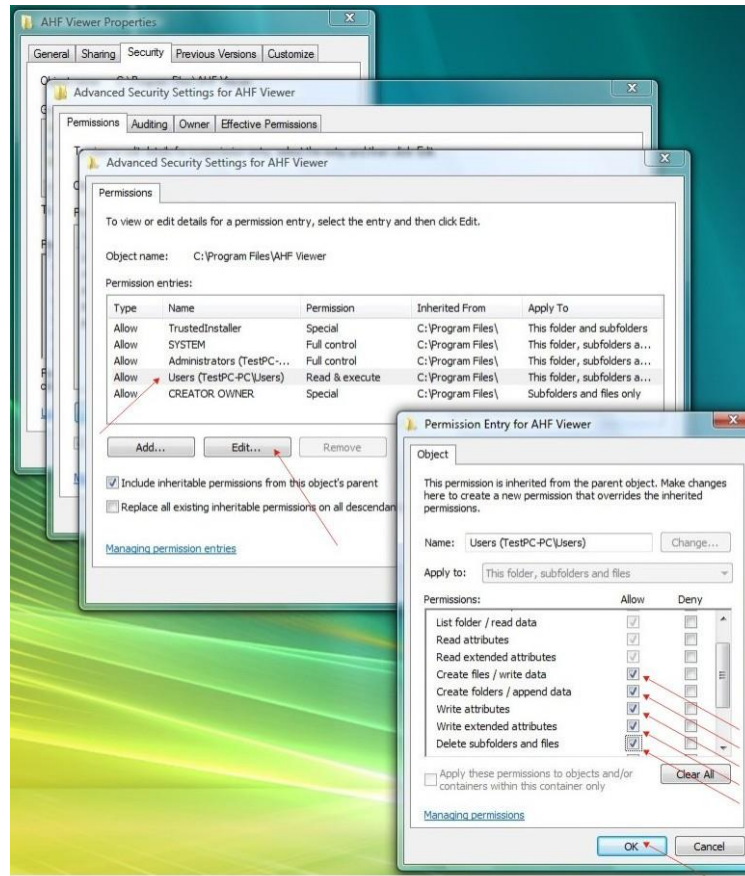 AHF Viewer Properties
General Sharing Security Previous Versions Customize
Advanced Security Settings for AHF Viewer
Permissions Auditing Owner Effective Permissions
Advanced Security Settings for AHF Viewer
Permissions
To view or edit details for a permission entry, select the entry and then click Edit.
Object name: C:\Program Files\AHF Viewer
Permission entries:
Type Name Permission Inherited From Apply To
Allow TrustedInstaller Special C:\Program Files\ This folder and subfolders
Allow SYSTEM Full control C:\Program Files\ This folder, subfolders a...
Allow Administrators (TestPC-... Full control C:\Program Files\ This folder, subfolders a...
Allow Users (TestPC-PC\Users) Read & execute C:\Program Files\ This folder, subfolders a...
Allow CREATOR OWNER Special C:\Program Files\ Subfolders and files only
Add... Edit... Remove
Include inheritable permissions from this object's parent
Replace all existing inheritable permissions on all descendan
Managing permission entries
Permission Entry for AHF Viewer
Object
This permission is inherited from the parent object. Make changes
here to create a new permission that overrides the inherited
permissions.
Name: Users (TestPC-PC\Users) Change...
Apply to: This folder, subfolders and files
Permissions: Allow Deny
List folder / read data
Read attributes
Read extended attributes
Create files / write data
Create folders / append data
Write attributes
Write extended attributes
Delete subfolders and files
Apply these permissions to objects and/or
containers within this container only
Clear All
Managing permissions
OK Cancel